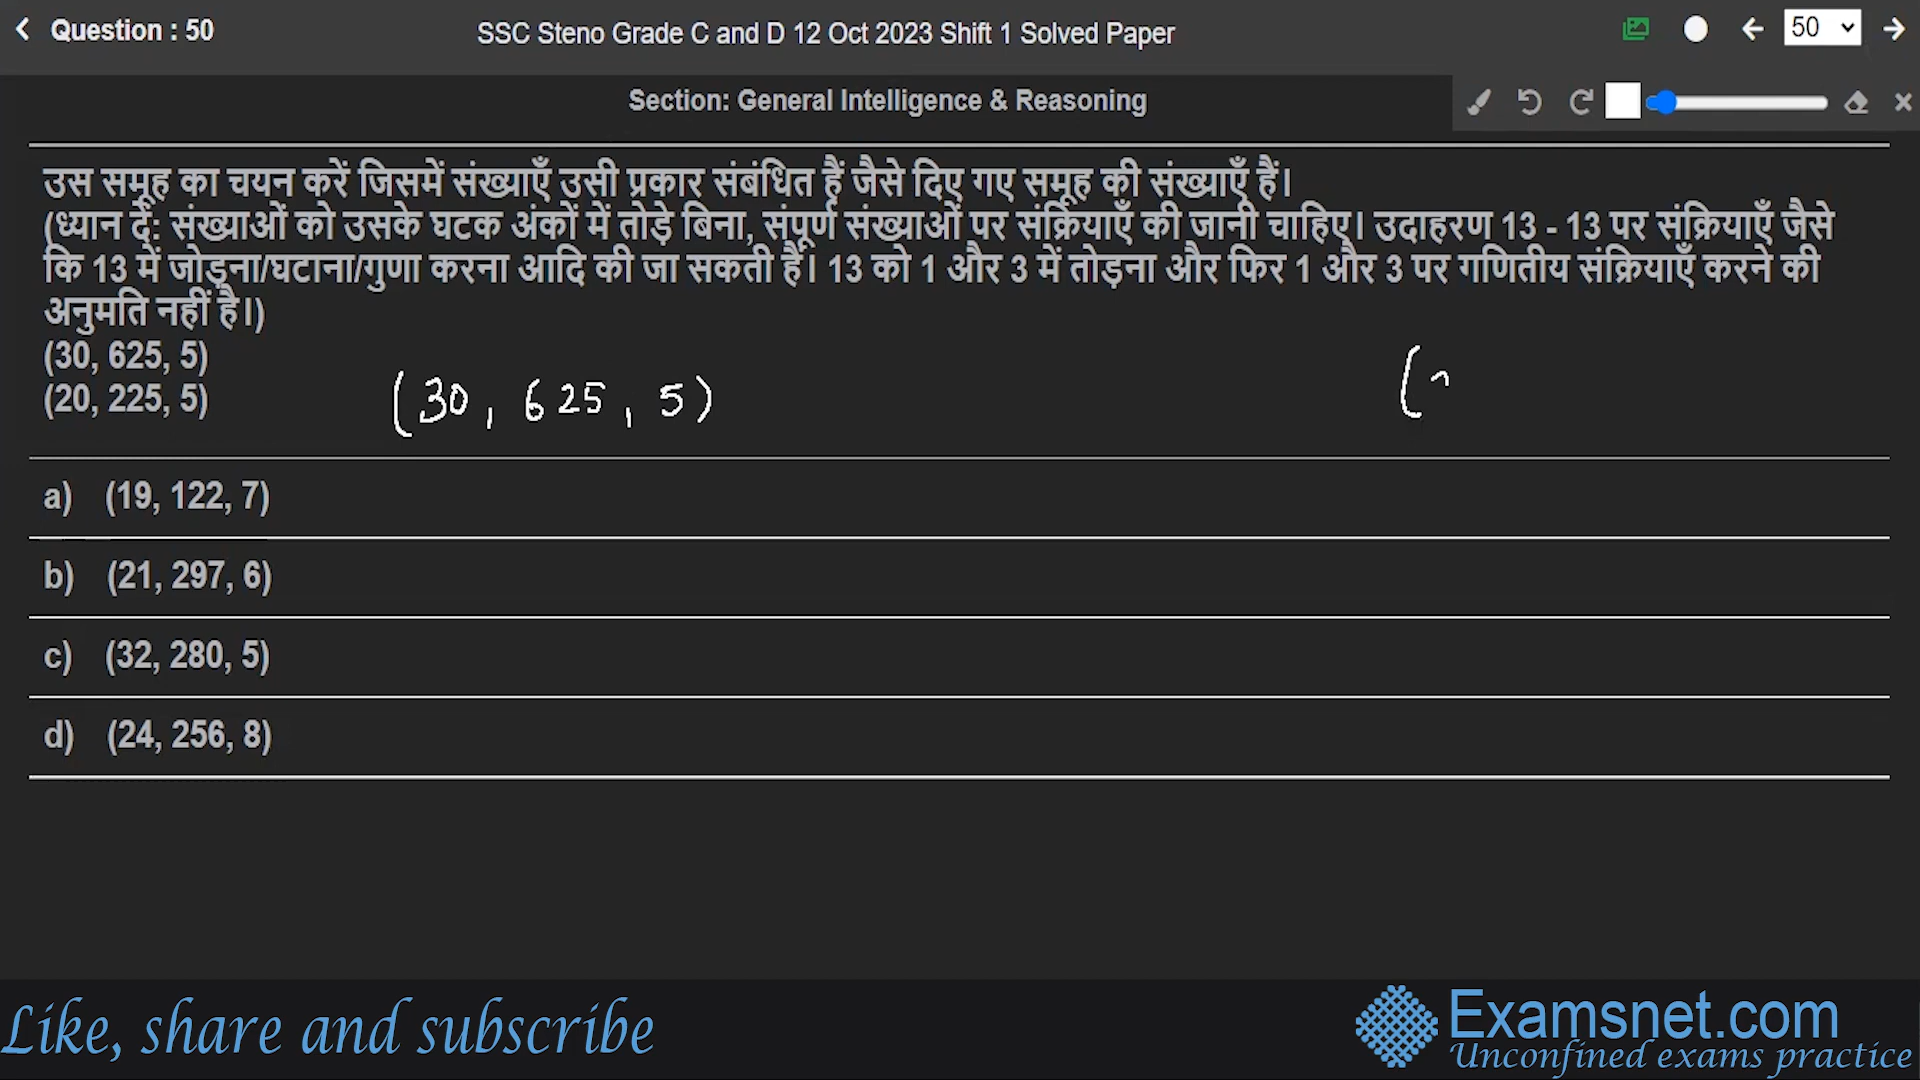 Question : 50
SSC Steno Grade C and D 12 Oct 2023 Shift 1 Solved Paper
50
Section: General Intelligence & Reasoning
उस समूह का चयन करें जिसमें संख्याएँ उसी प्रकार संबंधित हैं जैसे दिए गए समूह की संख्याएँ हैं।
(ध्यान दें: संख्याओं को उसके घटक अंकों में तोड़े बिना, संपूर्ण संख्याओं पर संक्रियाएँ की जानी चाहिए। उदाहरण 13 - 13 पर संक्रियाएँ जैसे
कि 13 में जोड़ना/घटाना/गुणा करना आदि की जा सकती हैं। 13 को 1 और 3 में तोड़ना और फिर 1 और 3 पर गणितीय संक्रियाएँ करने की
अनुमति नहीं है।)
(30, 625, 5)
(20, 225, 5)
(30, 625, 5)
(
a) (19, 122, 7)
b) (21, 297, 6)
c) (32, 280, 5)
d) (24, 256, 8)
Like, share and subscribe
Examsnet.com
Unconfined exams practice